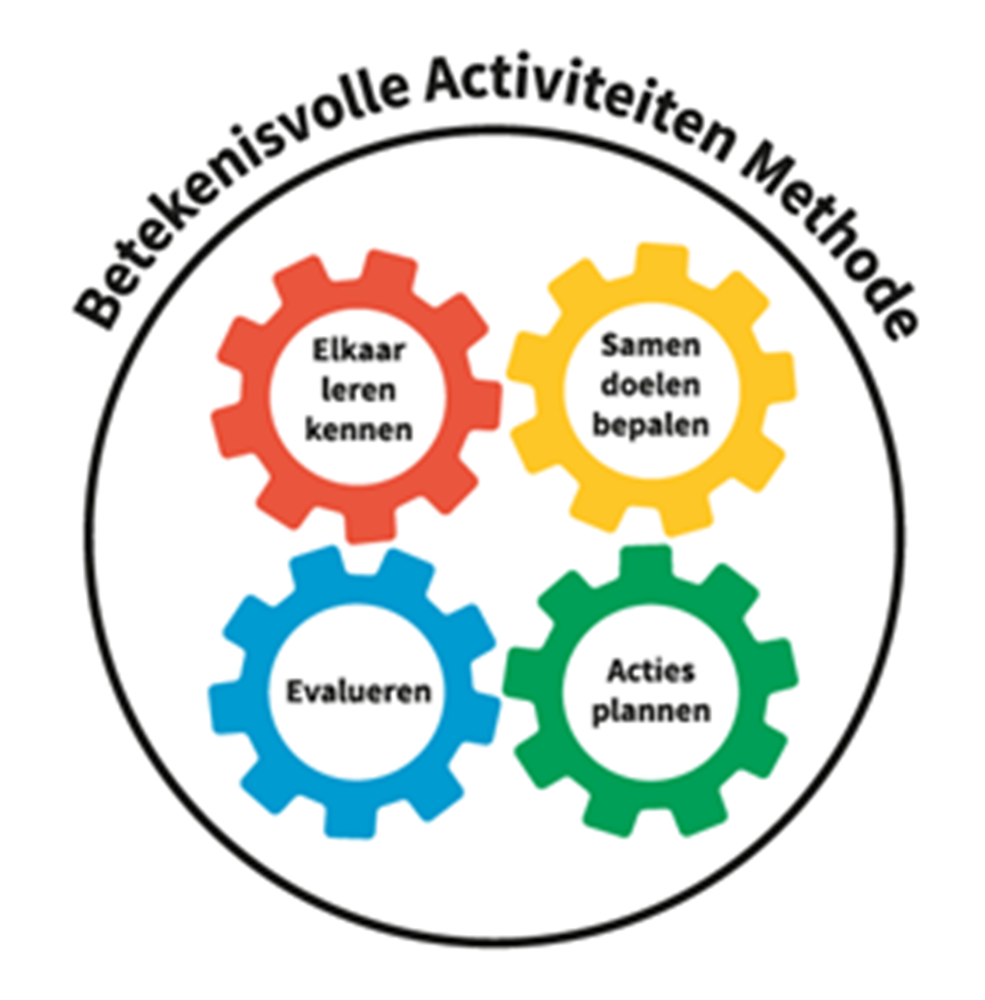 Betekenisvolle Activiteiten Methode
Elkaar
leren
kennen
Samen
doelen
bepalen
Evalueren
Acties
plannen